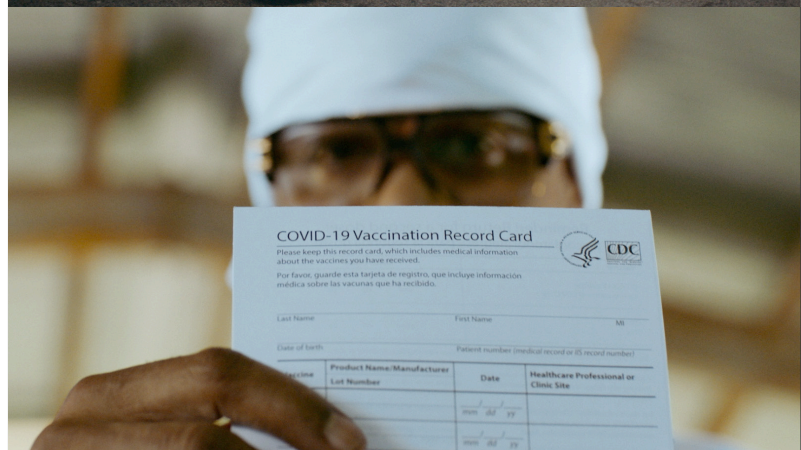 COVID-19 Vaccination Record Card
CDC
Please keep this record card, which includes medical information
about the vaccines you have received.
Por favor, guarde esta tarjeta de registro, que incluye información
médica sobre las vacunas que ha recibido.
Last Name First Name MI
Date of birth Patient number (medical record or IIS record number)
Vaccine Product Name/Manufacturer Date Healthcare Professional or
Lot Number Clinic Site
mm dd yy
mm dd yy